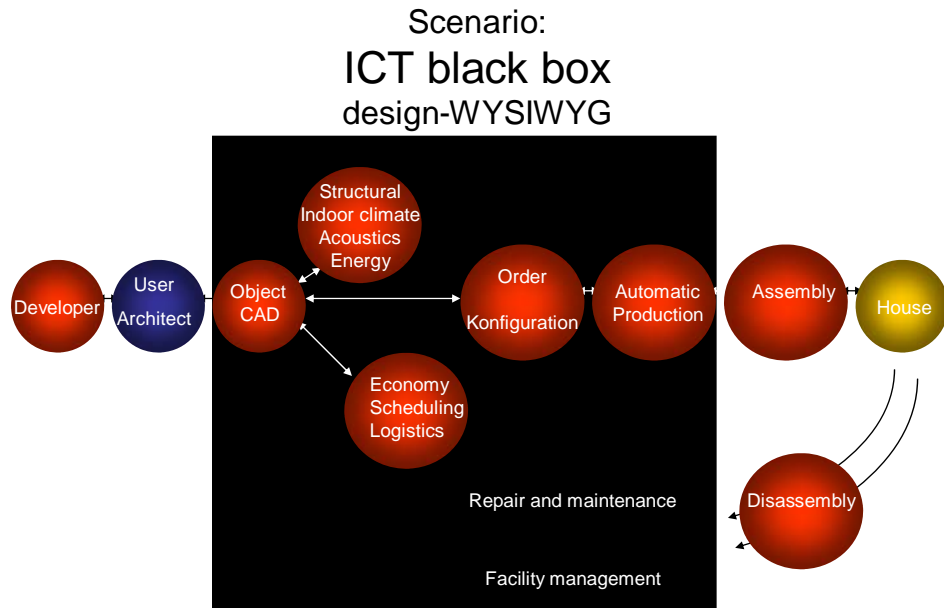 Scenario:
ICT black box
design-WYSIWYG
Structural
Indoor climate
Acoustics
Energy
Developer
User
Architect
Object
CAD
Order
Konfiguration
Automatic
Production
Assembly
House
Economy
Scheduling
Logistics
Repair and maintenance
Disassembly
Facility management